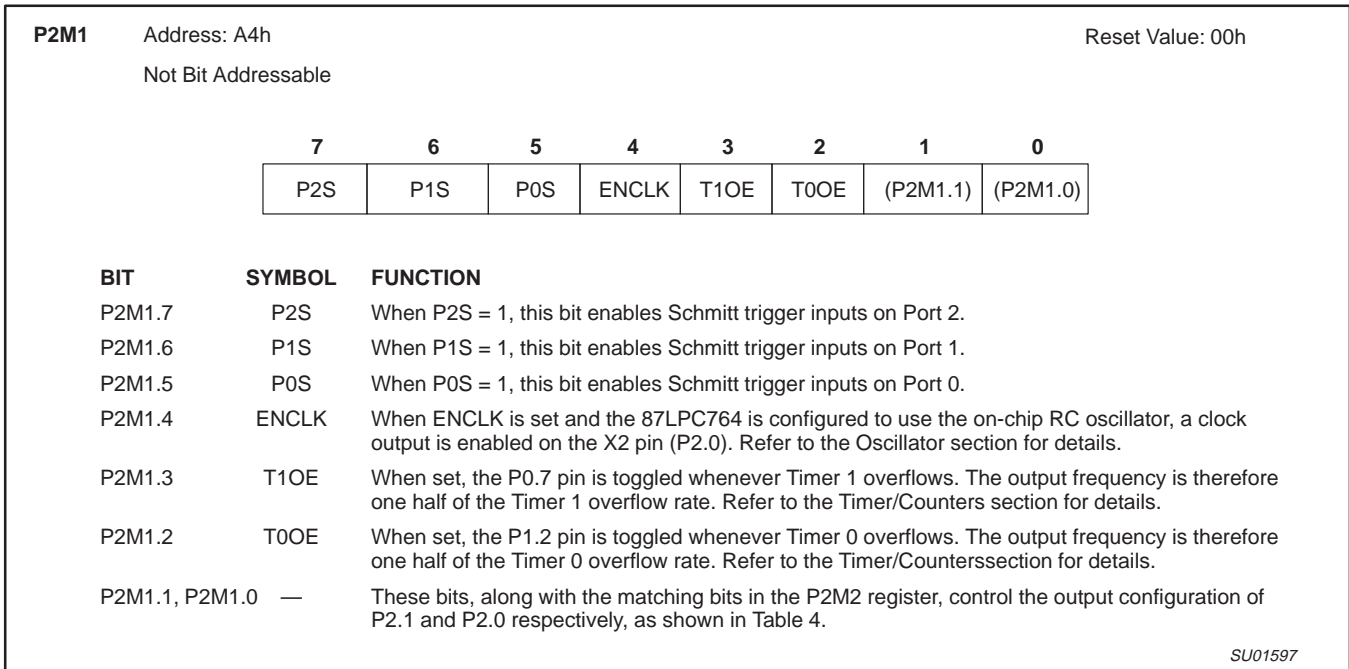 P2M1 Address: A4h Reset Value: 00h
Not Bit Addressable
7 6 5 4 3 2 1 0
P2S P1S P0S ENCLK T1OE T0OE (P2M1.1) (P2M1.0)
BIT SYMBOL FUNCTION
P2M1.7 P2S When P2S = 1, this bit enables Schmitt trigger inputs on Port 2.
P2M1.6 P1S When P1S = 1, this bit enables Schmitt trigger inputs on Port 1.
P2M1.5 P0S When P0S = 1, this bit enables Schmitt trigger inputs on Port 0.
P2M1.4 ENCLK When ENCLK is set and the 87LPC764 is configured to use the on-chip RC oscillator, a clock
output is enabled on the X2 pin (P2.0). Refer to the Oscillator section for details.
P2M1.3 T1OE When set, the P0.7 pin is toggled whenever Timer 1 overflows. The output frequency is therefore
one half of the Timer 1 overflow rate. Refer to the Timer/Counters section for details.
P2M1.2 T0OE When set, the P1.2 pin is toggled whenever Timer 0 overflows. The output frequency is therefore
one half of the Timer 0 overflow rate. Refer to the Timer/Counterssection for details.
P2M1.1, P2M1.0 — These bits, along with the matching bits in the P2M2 register, control the output configuration of
P2.1 and P2.0 respectively, as shown in Table 4.
SU01597